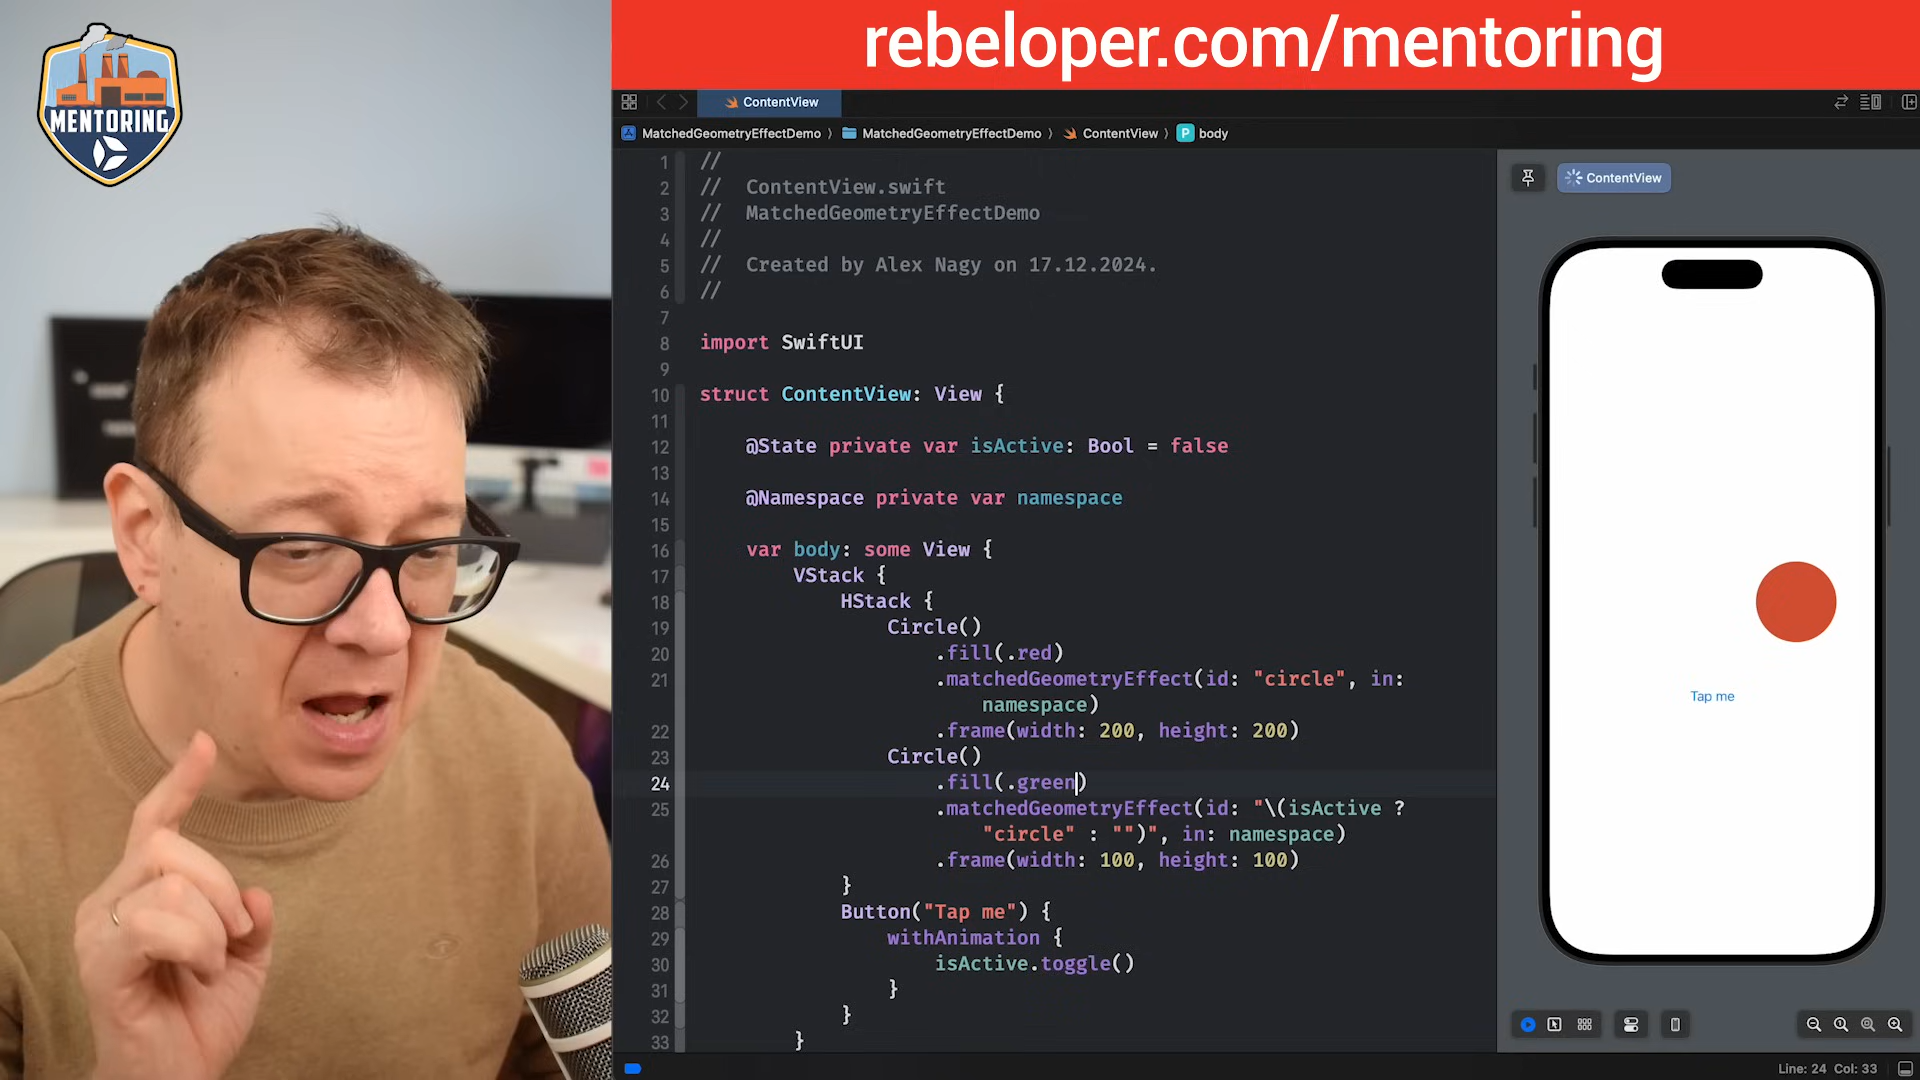 MENTORING
rebeloper.com/mentoring
ContentView
MatchedGeometryEffectDemo
MatchedGeometryEffectDemo
ContentView
P
body
1 //
2 // ContentView.swift
3 // MatchedGeometryEffectDemo
4 //
5 // Created by Alex Nagy on 17.12.2024.
6 //
7
8 import SwiftUI
9
10 struct ContentView: View {
11
12 @State private var isActive: Bool = false
13
14 @Namespace private var namespace
15
16 var body: some View {
17 VStack {
18 HStack {
19 Circle()
20 .fill(.red)
21 .matchedGeometryEffect(id: "circle", in:
namespace)
22 .frame(width: 200, height: 200)
23 Circle()
24 .fill(.green)
25 .matchedGeometryEffect(id: "\(isActive ?
"circle" : "")", in: namespace)
26 .frame(width: 100, height: 100)
27 }
28 Button("Tap me") {
29 withAnimation {
30 isActive.toggle()
31 }
32 }
33 }
ContentView
Tap me
Line: 24 Col: 33